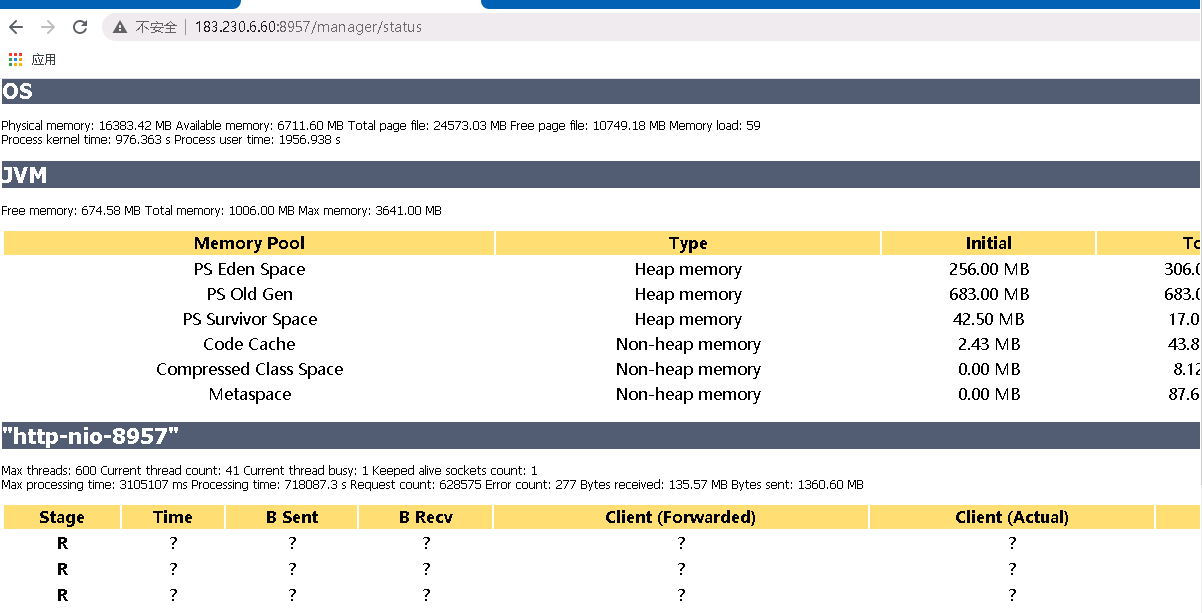 不安全 183.230.6.60:8957/manager/status
应用
OS
Physical memory: 16383.42 MB Available memory: 6711.60 MB Total page file: 24573.03 MB Free page file: 10749.18 MB Memory load: 59
Process kernel time: 976.363 s Process user time: 1956.938 s
JVM
Free memory: 674.58 MB Total memory: 1006.00 MB Max memory: 3641.00 MB
Memory Pool Type Initial
PS Eden Space Heap memory 256.00 MB 306.0
PS Old Gen Heap memory 683.00 MB 683.0
PS Survivor Space Heap memory 42.50 MB 17.0
Code Cache Non-heap memory 2.43 MB 43.8
Compressed Class Space Non-heap memory 0.00 MB 8.12
Metaspace Non-heap memory 0.00 MB 87.6
"http-nio-8957"
Max threads: 600 Current thread count: 41 Current thread busy: 1 Keeped alive sockets count: 1
Max processing time: 3105107 ms Processing time: 718087.3 s Request count: 628575 Error count: 277 Bytes received: 135.57 MB Bytes sent: 1360.60 MB
Stage Time B Sent B Recv Client (Forwarded) Client (Actual)
R ? ? ? ? ?
R ? ? ? ? ?
R ? ? ? ? ?